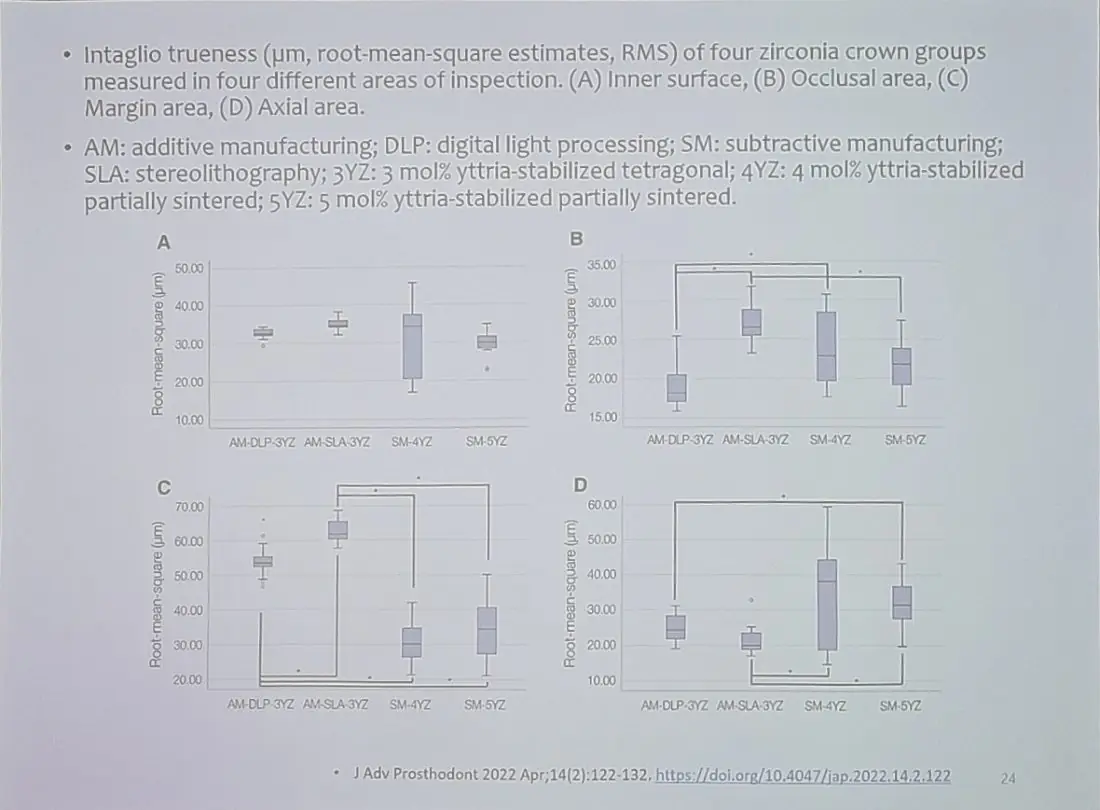 • Intaglio trueness (µm, root-mean-square estimates, RMS) of four zirconia crown groups
measured in four different areas of inspection. (A) Inner surface, (B) Occlusal area, (C)
Margin area, (D) Axial area.
• AM: additive manufacturing; DLP: digital light processing; SM: subtractive manufacturing;
SLA: stereolithography; 3YZ: 3 mol% yttria-stabilized tetragonal; 4YZ: 4 mol% yttria-stabilized
partially sintered; 5YZ: 5 mol% yttria-stabilized partially sintered.
A
Root-mean-square (µm)
50.00
40.00
30.00
20.00
10.00
AM-DLP-3YZ AM-SLA-3YZ SM-4YZ SM-5YZ
B
Root-mean-square (µm)
35.00
30.00
25.00
20.00
15.00
AM-DLP-3YZ AM-SLA-3YZ SM-4YZ SM-5YZ
C
Root-mean-square (µm)
70.00
60.00
50.00
40.00
30.00
20.00
AM-DLP-3YZ AM-SLA-3YZ SM-4YZ SM-5YZ
D
Root-mean-square (µm)
60.00
50.00
40.00
30.00
20.00
10.00
AM-DLP-3YZ AM-SLA-3YZ SM-4YZ SM-5YZ
• J Adv Prosthodont 2022 Apr;14(2):122-132. https://doi.org/10.4047/jap.2022.14.2.122
24